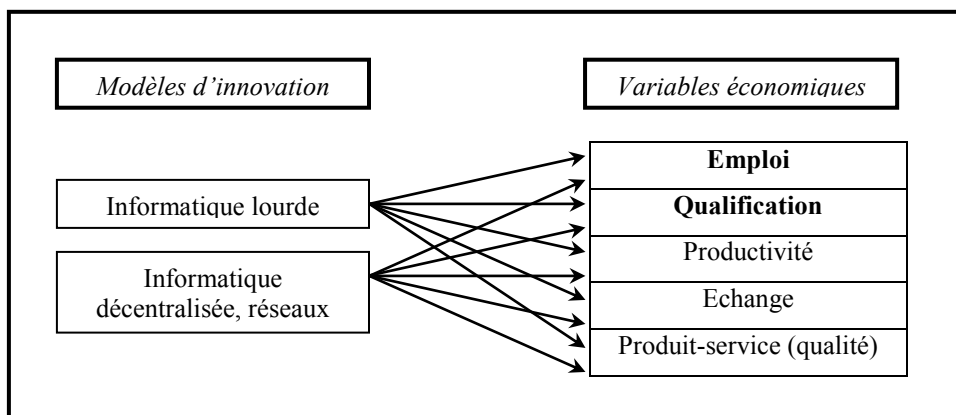 Modèles d'innovation
Variables économiques
Informatique lourde
Informatique
décentralisée, réseaux
Emploi
Qualification
Productivité
Echange
Produit-service (qualité)